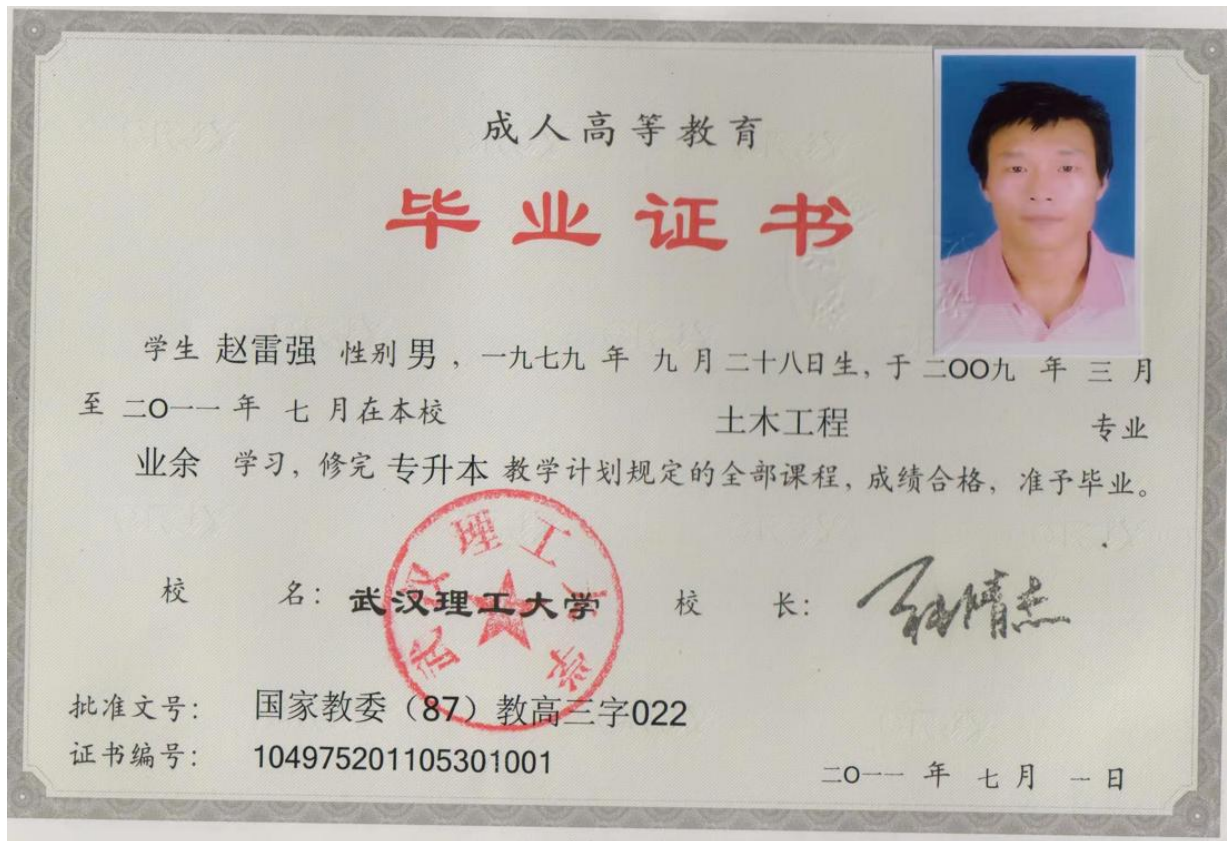 成人高等教育
毕业证书
学生 赵雷强 性别 男 ，一九七九 年 九 月 二十八日生，于 二OO九 年 三 月
至 二O一一 年 七 月在本校 土木工程 专业
业余 学习，修完 专升本 教学计划规定的全部课程，成绩合格，准予毕业。
校 名： 武汉理工大学 校 长：
武汉理工大学
批准文号： 国家教委（87）教高三字022
证书编号： 104975201105301001
二O一一 年 七 月 一 日